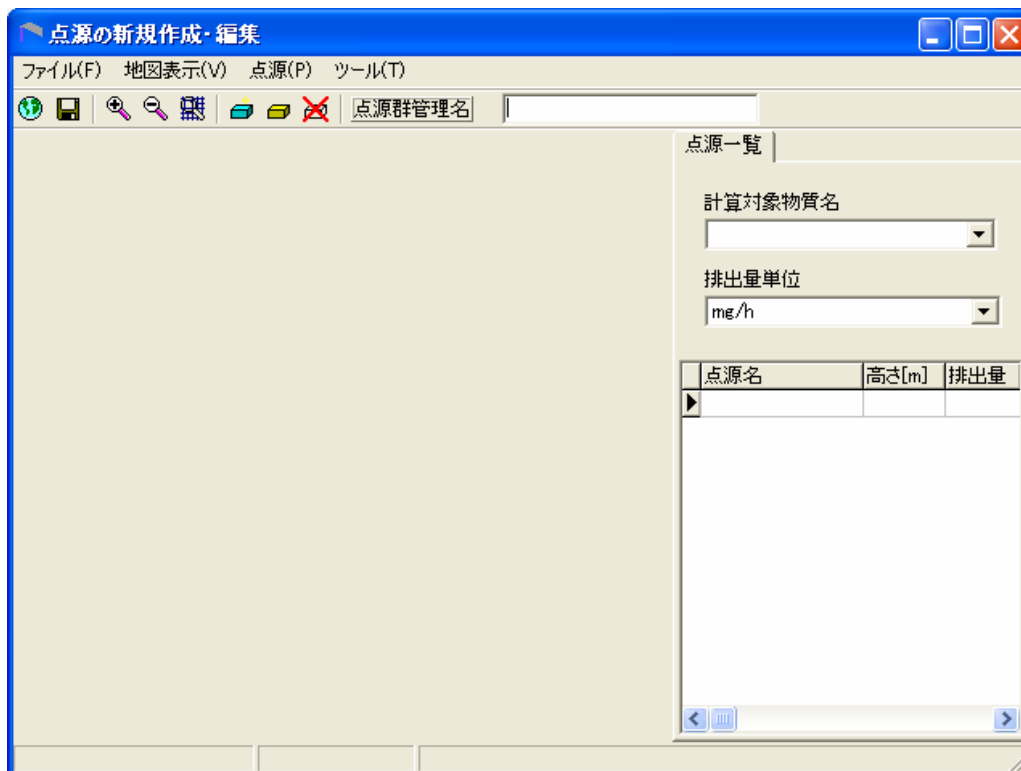 点源の新規作成・編集
ファイル(F) 地図表示(V) 点源(P) ツール(T)
点源群管理名
点源一覧
計算対象物質名
排出量単位
mg/h
点源名 高さ[m] 排出量